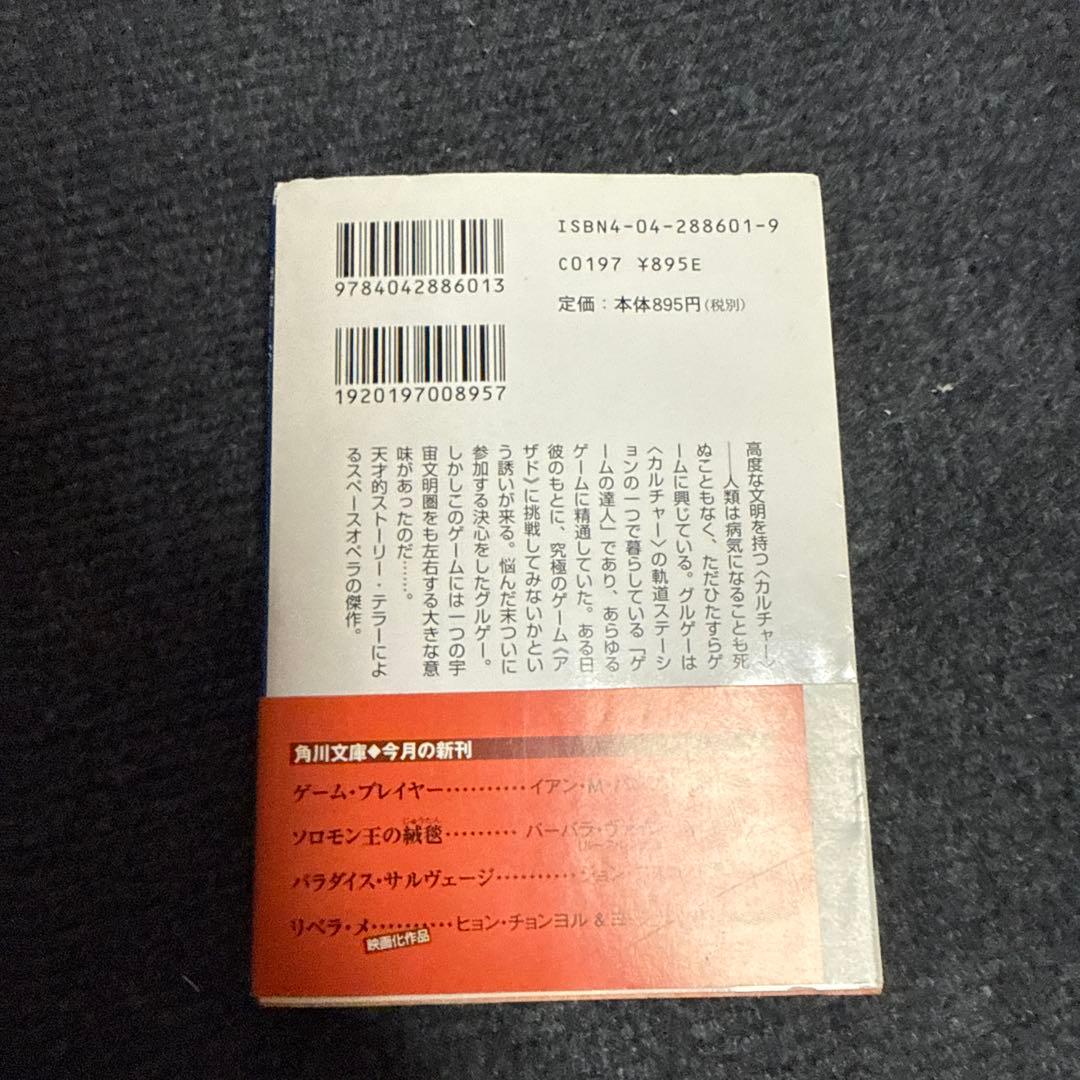 ISBN4-04-288601-9
C0197 ¥895E
定価：本体895円（税別）
9784042886013
1920197008957
高度な文明を持つ〈カルチャー〉
――人類は病気になることも死
ぬこともなく、ただひたすらゲ
ームに興じている。グルゲーは
〈カルチャー〉の軌道ステーシ
ョンの一つで暮らしている「ゲ
ームの達人」であり、あらゆる
ゲームに精通していた。ある日
彼のもとに、究極のゲーム《ア
ザド》に挑戦してみないかとい
う誘いが来る。悩んだ末ついに
参加する決心をしたグルゲー。
しかしこのゲームには一つの宇
宙文明圏をも左右する大きな意
味があったのだ……。
天才的ストーリー・テラーによ
るスペースオペラの傑作。
角川文庫◆今月の新刊
ゲーム・プレイヤー………イアン・M・
ソロモン王の絨毯………バーバラ・
じゅうたん
パラダイス・サルヴェージ………ジョン・
リベラ・メ………ヒョン・チョンヨル＆
映画化作品